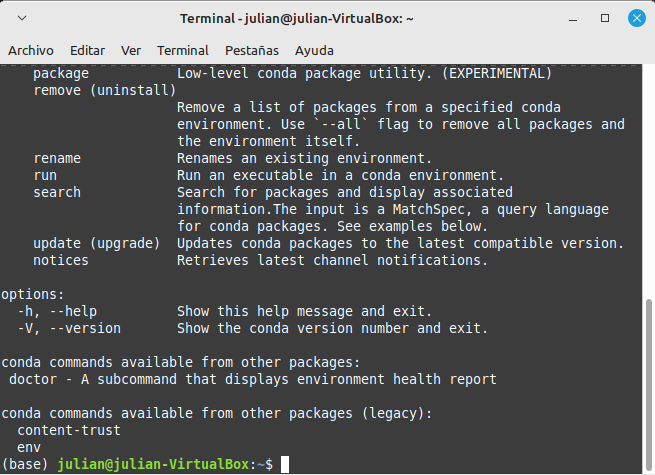 Terminal - julian@julian-VirtualBox: ~
Archivo Editar Ver Terminal Pestañas Ayuda
package Low-level conda package utility. (EXPERIMENTAL)
remove (uninstall)
Remove a list of packages from a specified conda
environment. Use `--all` flag to remove all packages and
the environment itself.
rename Renames an existing environment.
run Run an executable in a conda environment.
search Search for packages and display associated
information.The input is a MatchSpec, a query language
for conda packages. See examples below.
update (upgrade) Updates conda packages to the latest compatible version.
notices Retrieves latest channel notifications.
options:
-h, --help Show this help message and exit.
-V, --version Show the conda version number and exit.
conda commands available from other packages:
doctor - A subcommand that displays environment health report
conda commands available from other packages (legacy):
content-trust
env
(base) julian@julian-VirtualBox:~$